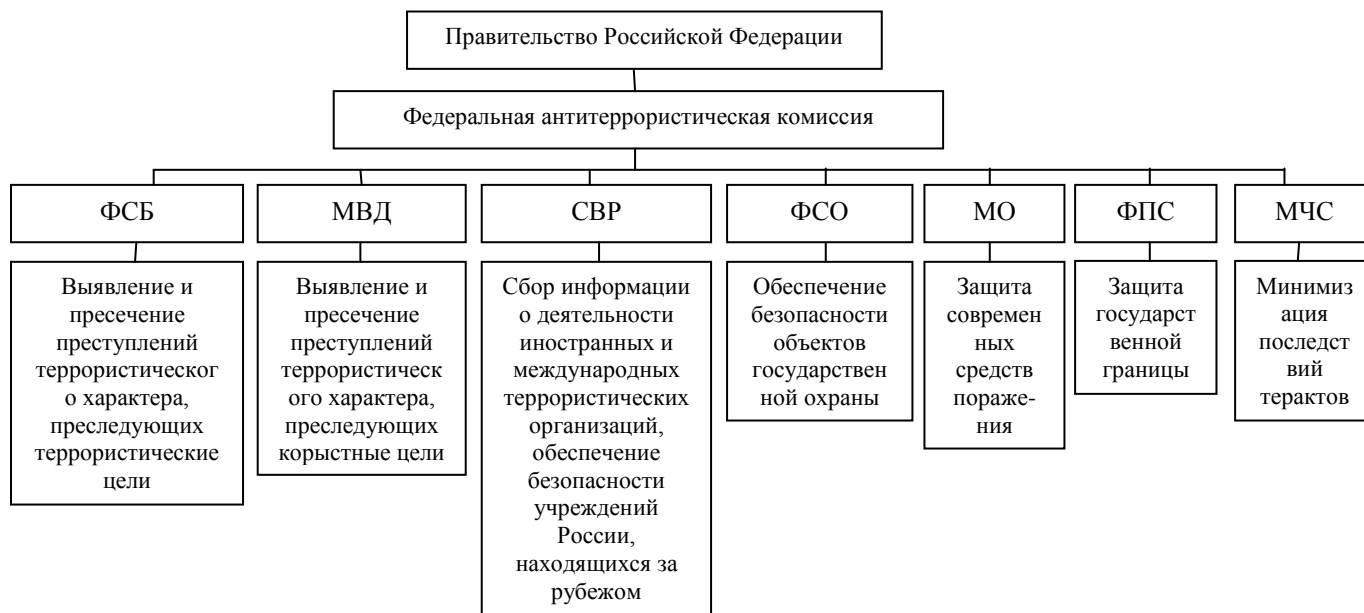 Правительство Российской Федерации
Федеральная антитеррористическая комиссия
ФСБ
МВД
СВР
ФСО
МО
ФПС
МЧС
Выявление и
пресечение
преступлений
террористическог
о характера,
преследующих
террористические
цели
Выявление и
пресечение
преступлений
террористическ
ого характера,
преследующих
корыстные цели
Сбор информации
о деятельности
иностранных и
международных
террористических
организаций,
обеспечение
безопасности
учреждений
России,
находящихся за
рубежом
Обеспечение
безопасности
объектов
государствен
ной охраны
Защита
современ
ных
средств
пораже-
ния
Защита
государст
венной
границы
Минимиз
ация
последст
вий
терактов